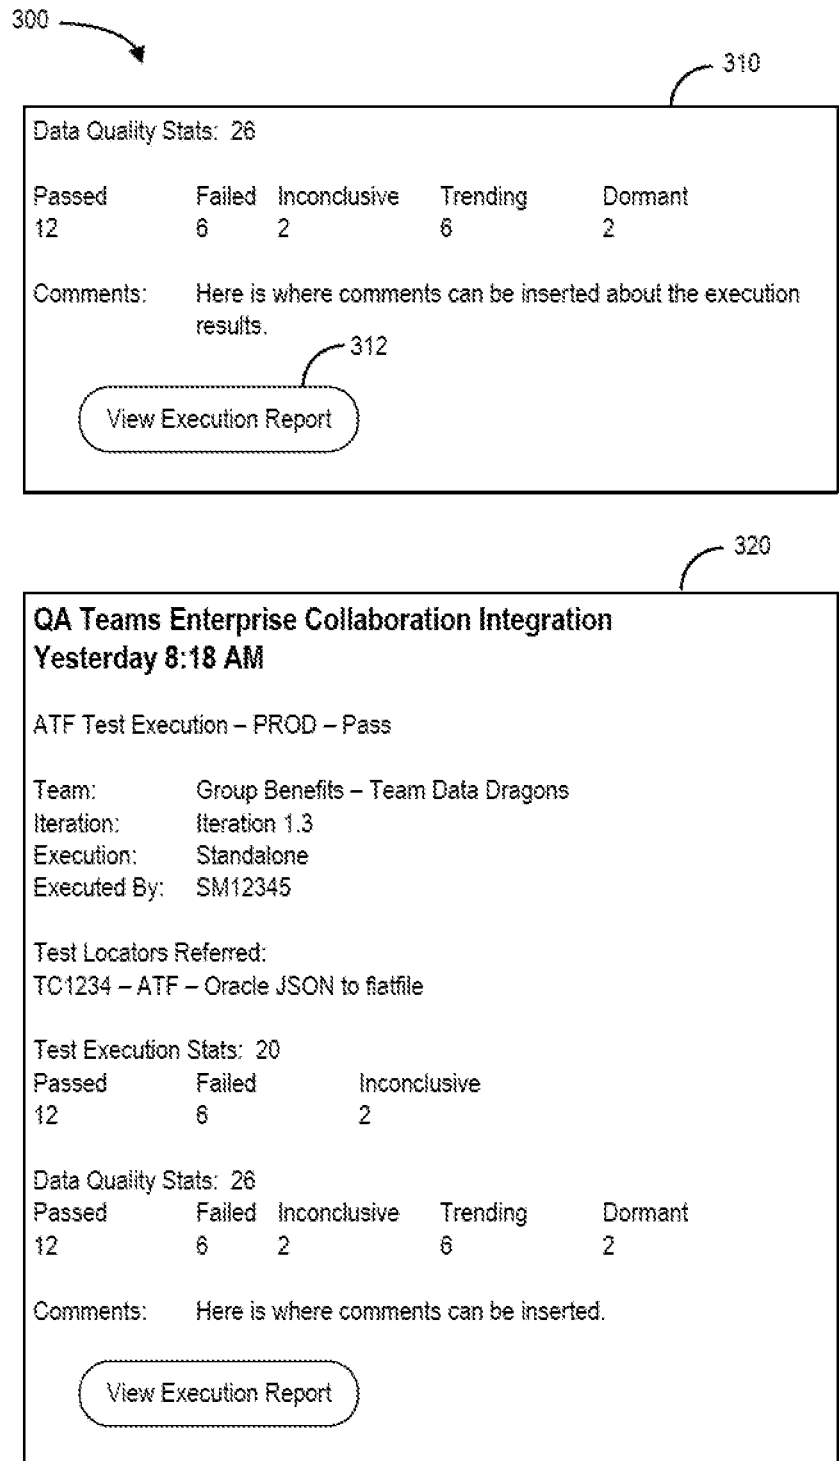 300
310
Data Quality Stats: 26
Passed Failed Inconclusive Trending Dormant
12 6 2 6 2
Comments: Here is where comments can be inserted about the execution
results.
312
View Execution Report
320
QA Teams Enterprise Collaboration Integration
Yesterday 8:18 AM
ATF Test Execution – PROD – Pass
Team: Group Benefits – Team Data Dragons
Iteration: Iteration 1.3
Execution: Standalone
Executed By: SM12345
Test Locators Referred:
TC1234 – ATF – Oracle JSON to flatfile
Test Execution Stats: 20
Passed Failed Inconclusive
12 6 2
Data Quality Stats: 26
Passed Failed Inconclusive Trending Dormant
12 6 2 6 2
Comments: Here is where comments can be inserted.
View Execution Report